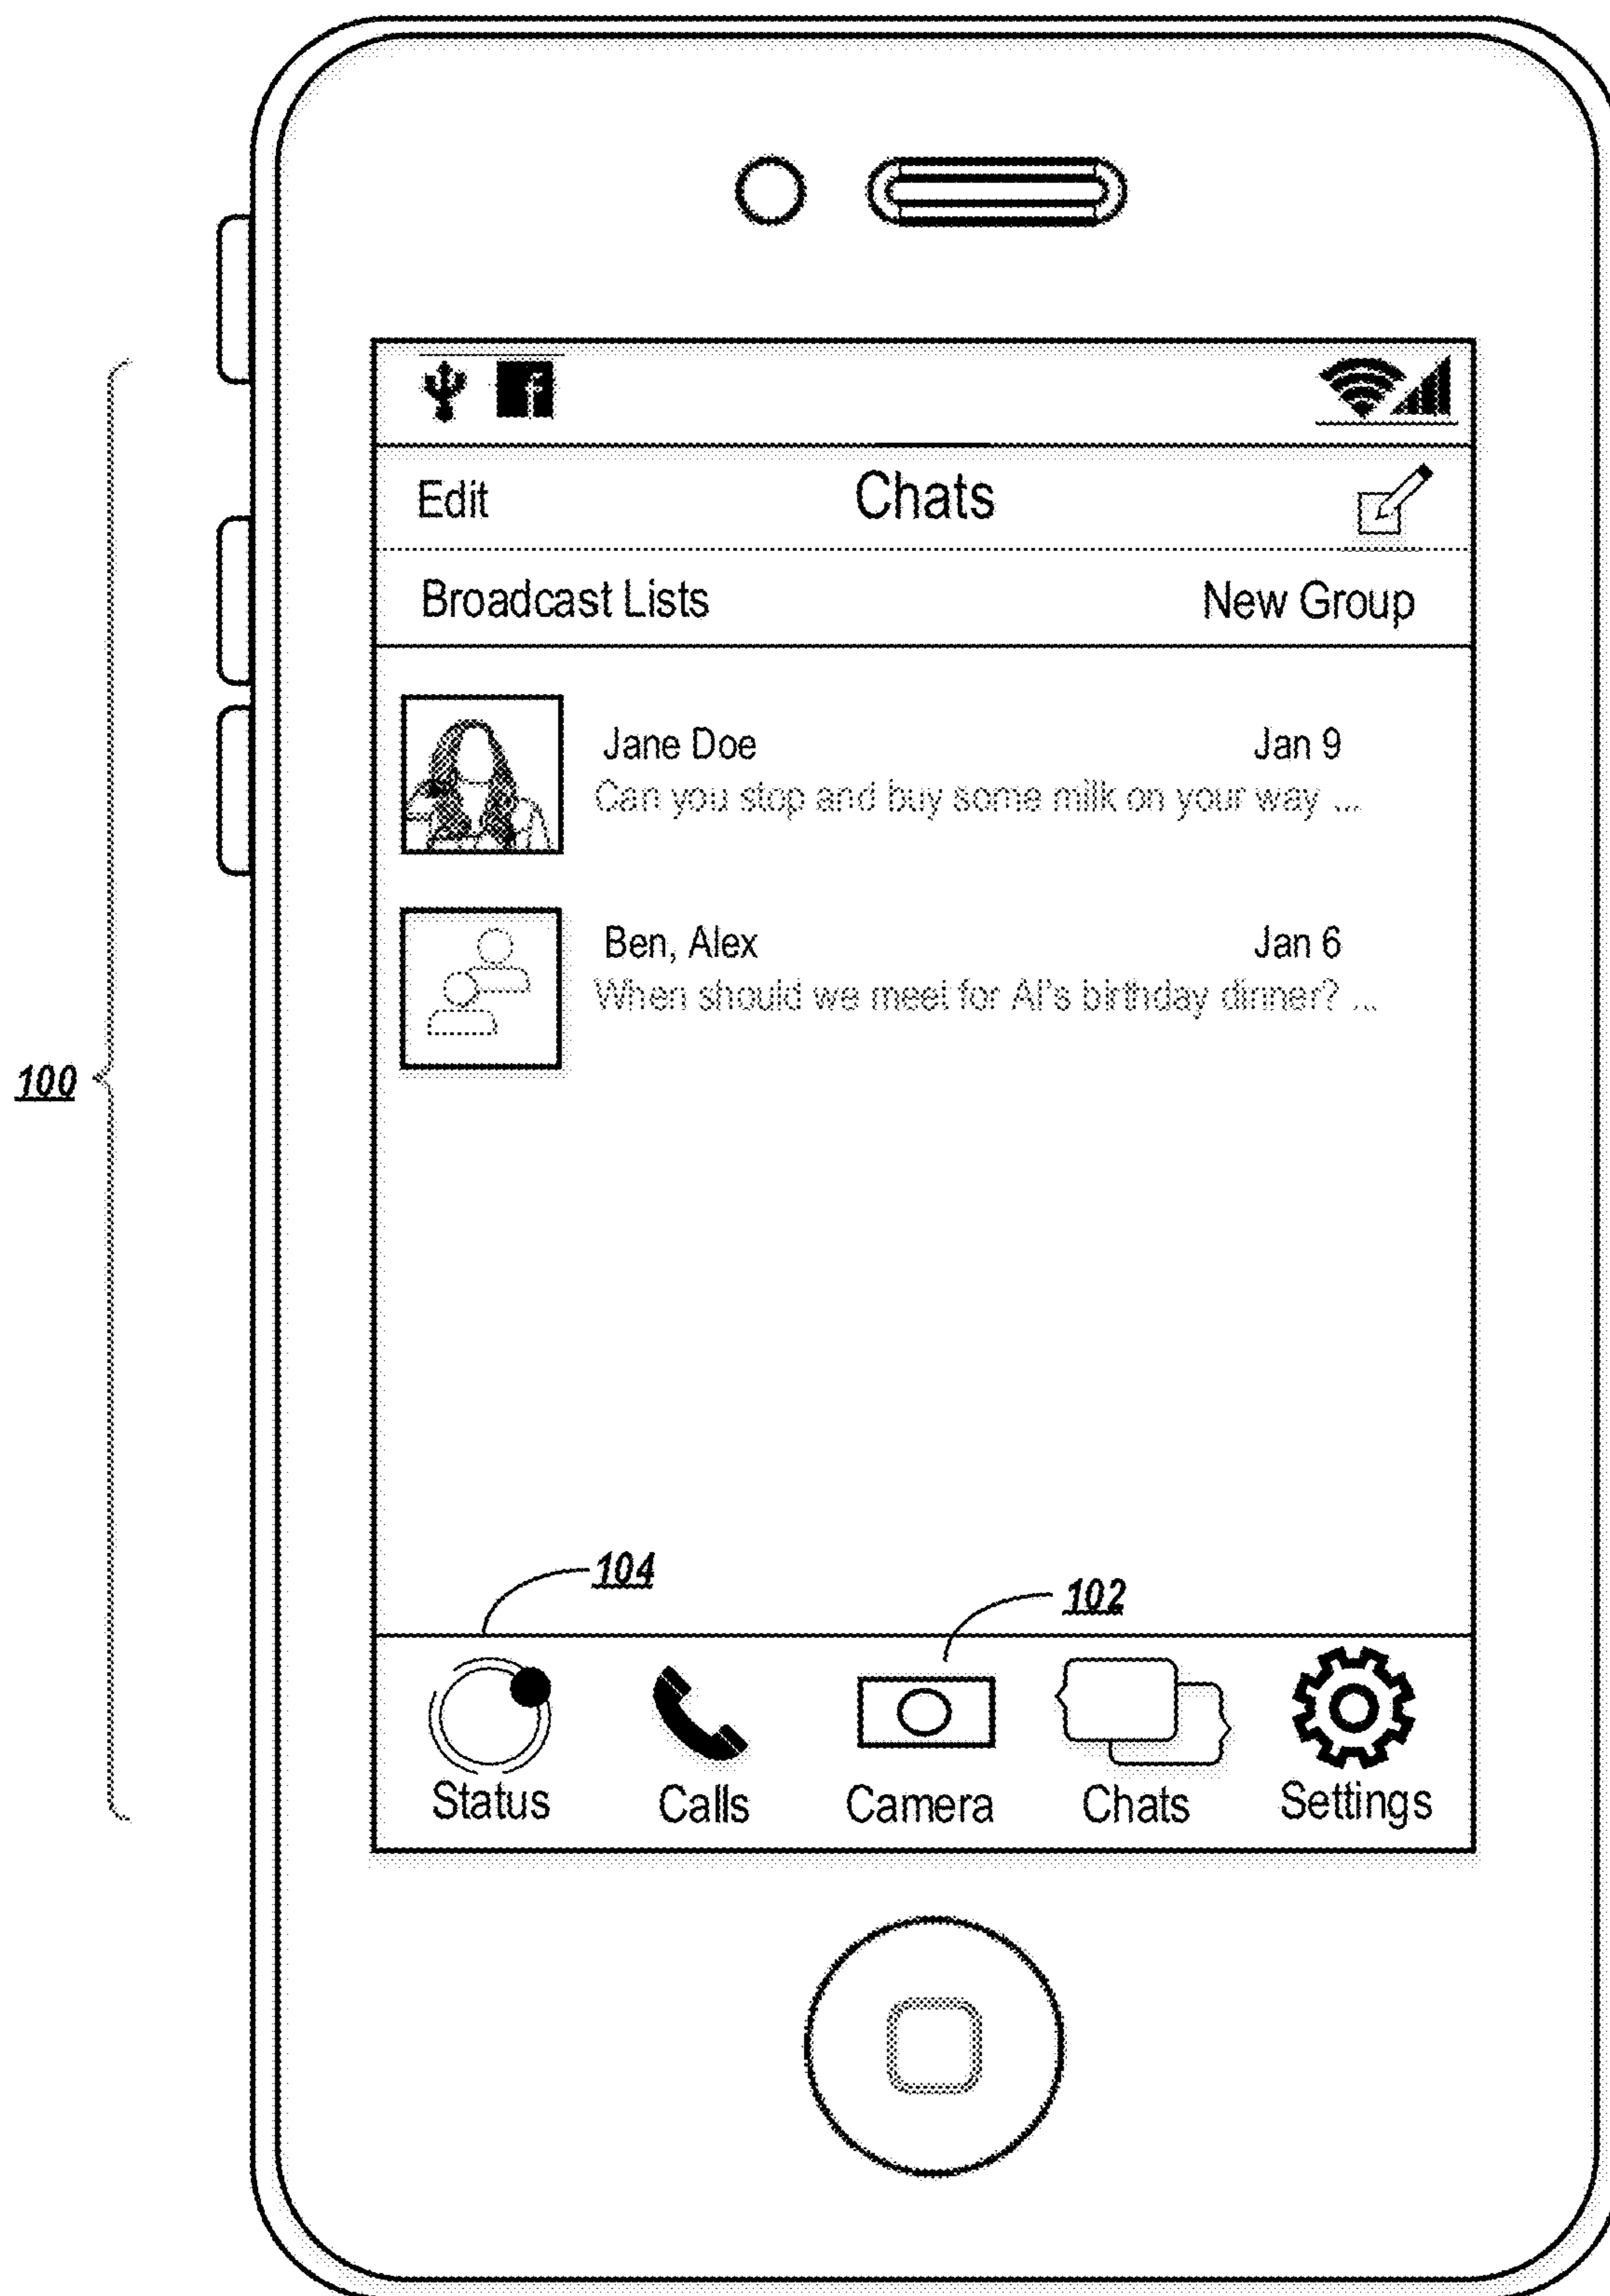 f
Edit Chats
Broadcast Lists New Group
Jane Doe Jan 9
Can you stop and buy some milk on your way ...
Ben, Alex Jan 6
When should we meet for Al's birthday dinner? ...
100
104
102
Status Calls Camera Chats Settings